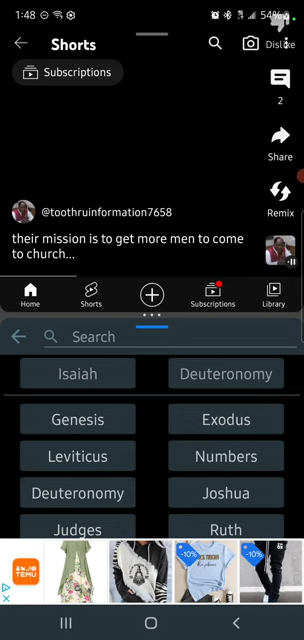 1:48
54%
Shorts
Dislike
Subscriptions
2
Share
@toothruinformation7658
Remix
their mission is to get more men to come
to church...
Home
Shorts
Subscriptions
Library
Search
Isaiah
Deuteronomy
Genesis
Exodus
Leviticus
Numbers
Deuteronomy
Joshua
Judges
Ruth
TEMU
-10%
-10%